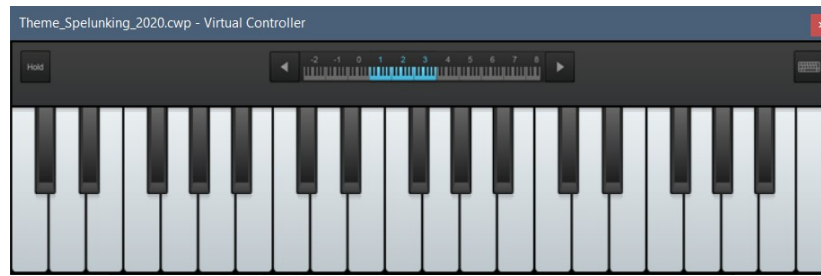 Theme_Spelunking_2020.cwp - Virtual Controller
Hold
-2 -1 0 1 2 3 4 5 6 7 8